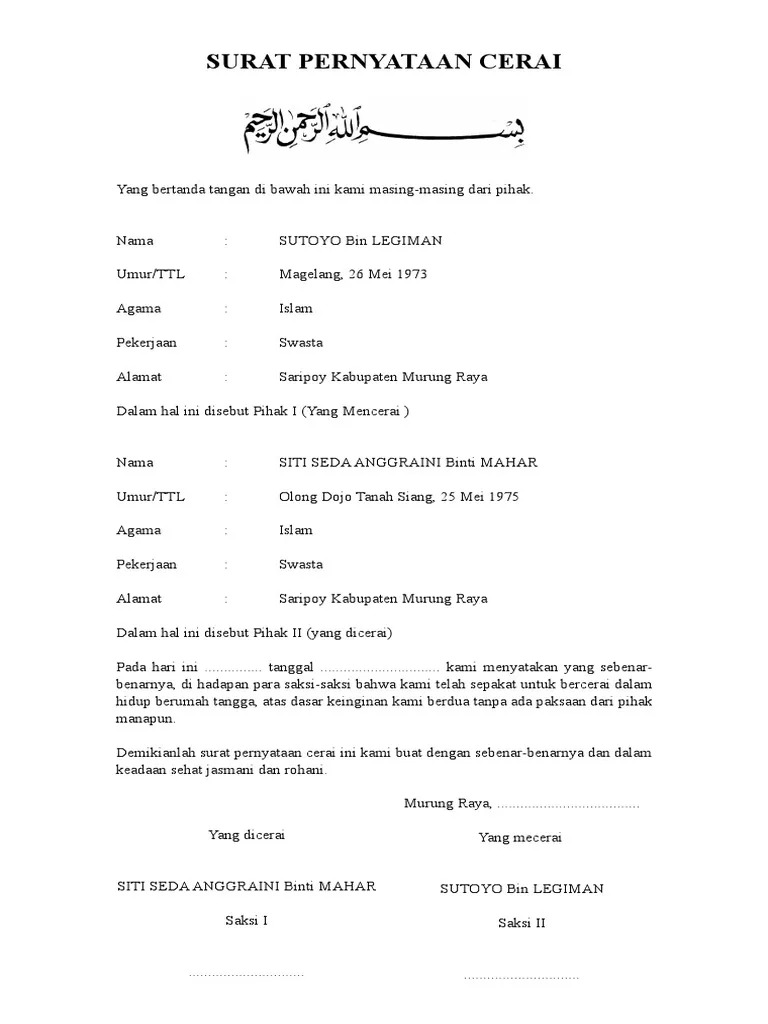 SURAT PERNYATAAN CERAI
بسم الله الرحمن الرحيم
Yang bertanda tangan di bawah ini kami masing-masing dari pihak.
Nama : SUTOYO Bin LEGIMAN
Umur/TTL : Magelang, 26 Mei 1973
Agama : Islam
Pekerjaan : Swasta
Alamat : Saripoy Kabupaten Murung Raya
Dalam hal ini disebut Pihak I (Yang Mencerai )
Nama : SITI SEDA ANGGRAINI Binti MAHAR
Umur/TTL : Olong Dojo Tanah Siang, 25 Mei 1975
Agama : Islam
Pekerjaan : Swasta
Alamat : Saripoy Kabupaten Murung Raya
Dalam hal ini disebut Pihak II (yang dicerai)
Pada hari ini ............... tanggal ............................... kami menyatakan yang sebenar-
benarnya, di hadapan para saksi-saksi bahwa kami telah sepakat untuk bercerai dalam
hidup berumah tangga, atas dasar keinginan kami berdua tanpa ada paksaan dari pihak
manapun.
Demikianlah surat pernyataan cerai ini kami buat dengan sebenar-benarnya dan dalam
keadaan sehat jasmani dan rohani.
Murung Raya, .....................................
Yang dicerai Yang mecerai
SITI SEDA ANGGRAINI Binti MAHAR SUTOYO Bin LEGIMAN
Saksi I Saksi II
.............................. ..............................